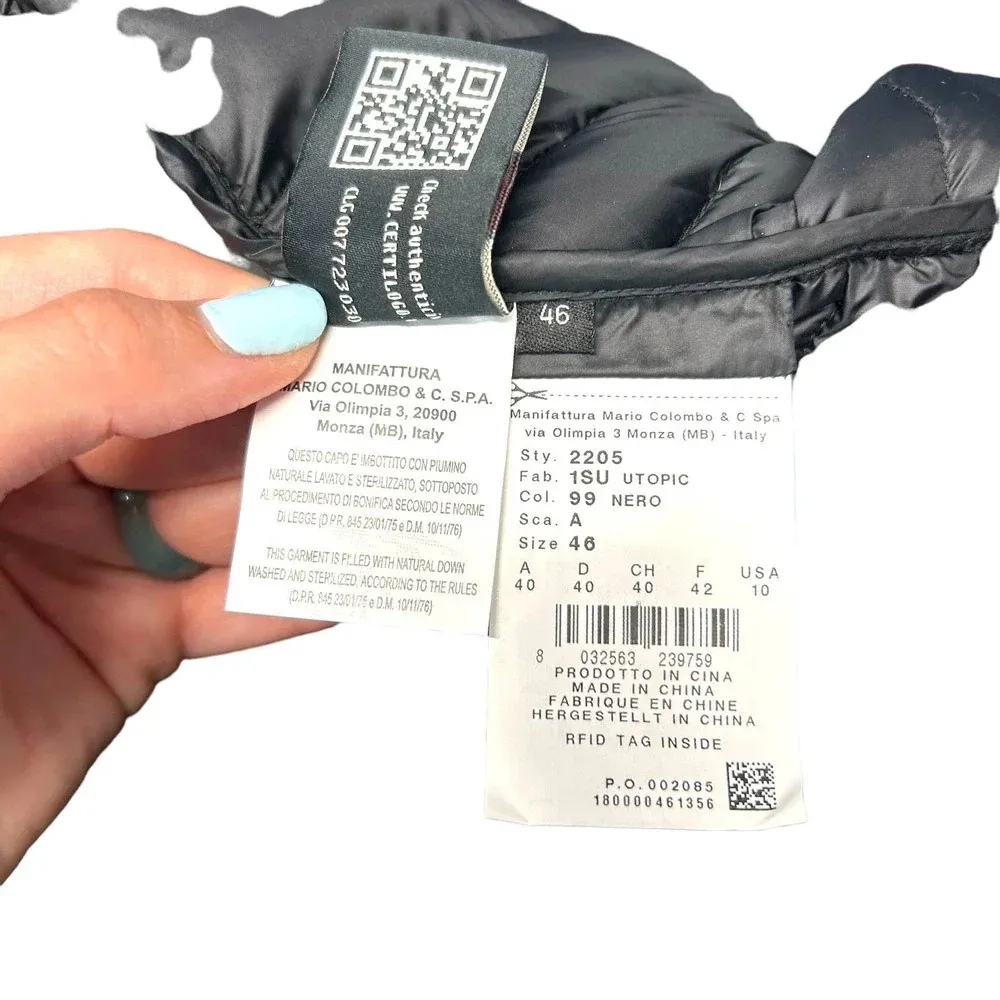 Check
WWW. CERTILOGO
CLG007723030
46
MANIFATTURA
MARIO COLOMBO & C. S.P.A.
Via Olimpia 3, 20900
Monza (MB), Italy
QUESTO CAPO E' IMBOTTITO CON PIUMINO
NATURALE LAVATO E STERILIZZATO, SOTTOPOSTO
AL PROCEDIMENTO DI BONIFICA SECONDO LE NORME
DI LEGGE (D.P.R. 845 23/01/75 e D.M. 10/11/76)
THIS GARMENT IS FILLED WITH NATURAL DOWN
WASHED AND STERILIZED, ACCORDING TO THE RULES
(D.P.R. 845 23/01/75 e D.M. 10/11/76)
Manifattura Mario Colombo & C Spa
via Olimpia 3 Monza (MB) - Italy
Sty. 2205
Fab. 1SU UTOPIC
Col. 99 NERO
Sca. A
Size 46
A D CH F USA
40 40 40 42 10
8 032563 239759
PRODOTTO IN CINA
MADE IN CHINA
FABRIQUE EN CHINE
HERGESTELLT IN CHINA
RFID TAG INSIDE
P.O. 002085
180000461356